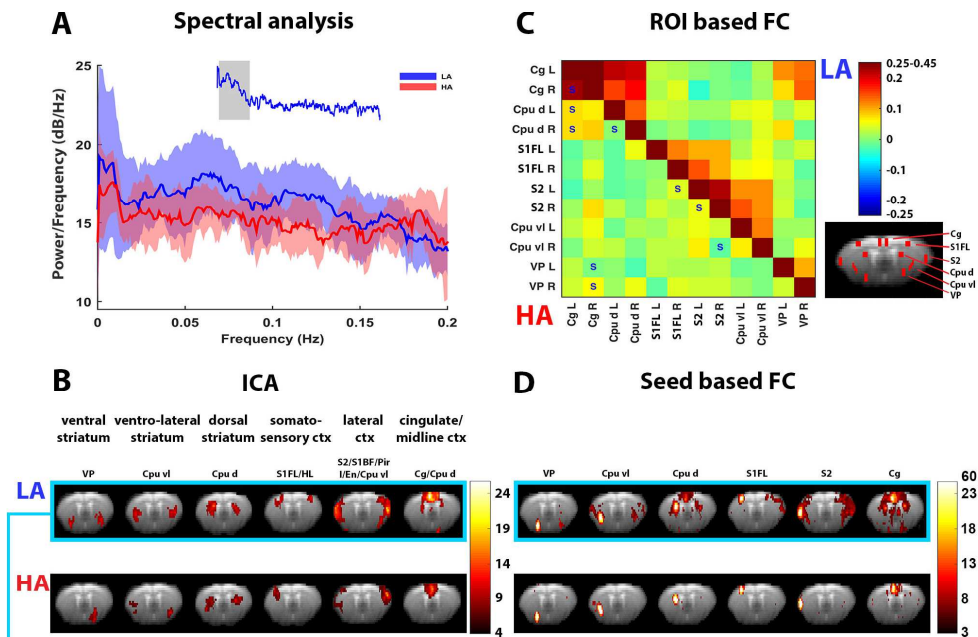 A Spectral analysis
25
20
15
10
Power/Frequency (dB/Hz)
LA
HA
0 0.05 0.1 0.15 0.2
Frequency (Hz)
C ROI based FC
Cg L
Cg R
Cpu d L
Cpu d R
S1FL L
S1FL R
S2 L
S2 R
Cpu vl L
Cpu vl R
VP L
VP R
S
S
S S
S
S
S
S
S
HA
Cg L
Cg R
Cpu d L
Cpu d R
S1FL L
S1FL R
S2 L
S2 R
Cpu vl L
Cpu vl R
VP L
VP R
LA
0.25-0.45
0.2
0.1
0
-0.1
-0.2
-0.25
Cg
S1FL
S2
Cpu d
Cpu vl
VP
B ICA
ventral striatum
ventro-lateral striatum
dorsal striatum
somato-sensory ctx
lateral ctx
cingulate/midline ctx
VP
Cpu vl
Cpu d
S1FL/HL
S2/S1BF/Pir
I/En/Cpu vl
Cg/Cpu d
LA
HA
24
19
14
9
4
D Seed based FC
VP Cpu vl Cpu d S1FL S2 Cg
60
23
18
13
8
3